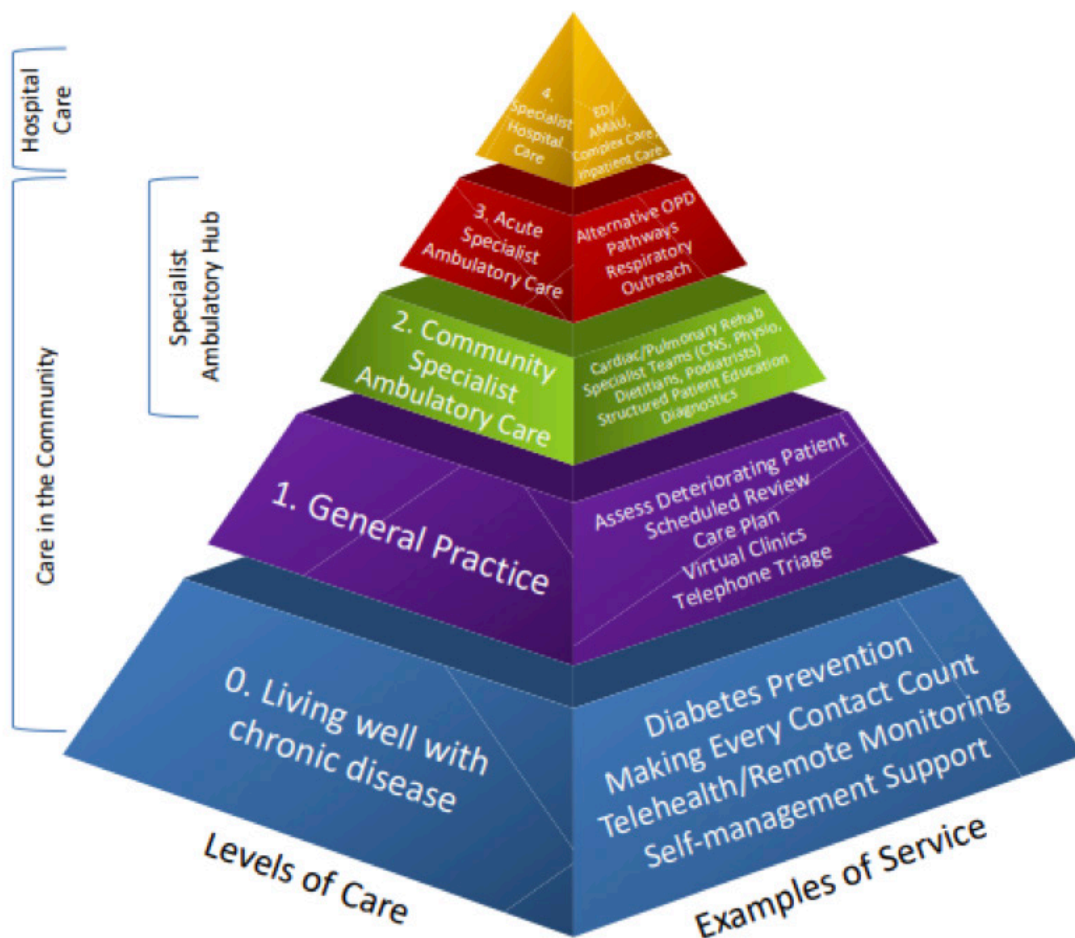 Hospital
Care
Care in the Community
Specialist
Ambulatory Hub
4.
Specialist
Hospital
Care
ED/
AMAU,
Complex Care,
Inpatient Care
3. Acute
Specialist
Ambulatory Care
Alternative OPD
Pathways
Respiratory
Outreach
2. Community
Specialist
Ambulatory Care
Cardiac/Pulmonary Rehab
Specialist Teams (CNS, Physio,
Dietitians, Podiatrists)
Structured Patient Education
Diagnostics
1. General Practice
Assess Deteriorating Patient
Scheduled Review
Care Plan
Virtual Clinics
Telephone Triage
0. Living well with
chronic disease
Diabetes Prevention
Making Every Contact Count
Telehealth/Remote Monitoring
Self-management Support
Levels of Care
Examples of Service